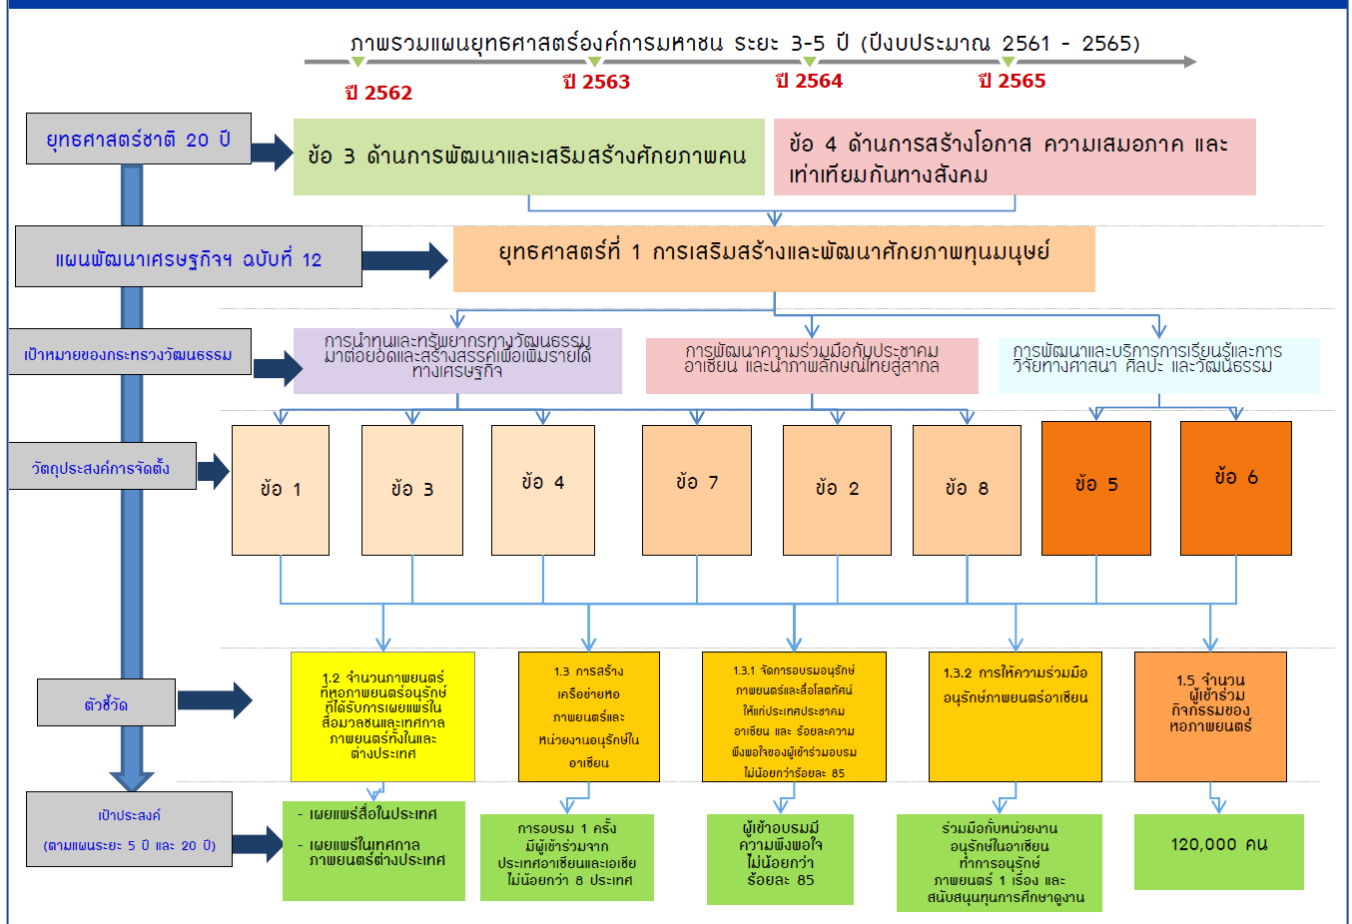 ภาพรวมแผนยุทธศาสตร์องค์การมหาชน ระยะ 3-5 ปี (ปีงบประมาณ 2561 - 2565)
ปี 2562
ปี 2563
ปี 2564
ปี 2565
ยุทธศาสตร์ชาติ 20 ปี
ข้อ 3 ด้านการพัฒนาและเสริมสร้างศักยภาพคน
ข้อ 4 ด้านการสร้างโอกาส ความเสมอภาค และ
เท่าเทียมกันทางสังคม
แผนพัฒนาเศรษฐกิจฯ ฉบับที่ 12
ยุทธศาสตร์ที่ 1 การเสริมสร้างและพัฒนาศักยภาพทุนมนุษย์
เป้าหมายของกระทรวงวัฒนธรรม
การนำทุนและทรัพยากรทางวัฒนธรรม
มาต่อยอดและสร้างสรรค์เพื่อเพิ่มรายได้
ทางเศรษฐกิจ
การพัฒนาความร่วมมือกับประชาคม
อาเซียน และนำภาพลักษณ์ไทยสู่สากล
การพัฒนาและบริการการเรียนรู้และการ
วิจัยทางศาสนา ศิลปะ และวัฒนธรรม
วัตถุประสงค์การจัดตั้ง
ข้อ 1
ข้อ 3
ข้อ 4
ข้อ 7
ข้อ 2
ข้อ 8
ข้อ 5
ข้อ 6
ตัวชี้วัด
1.2 จำนวนภาพยนตร์
ที่หอภาพยนตร์อนุรักษ์
ที่ได้รับการเผยแพร่ใน
สื่อมวลชนและเทศกาล
ภาพยนตร์ทั้งในและ
ต่างประเทศ
1.3 การสร้าง
เครือข่ายหอ
ภาพยนตร์และ
หน่วยงานอนุรักษ์ใน
อาเซียน
1.3.1 จัดการอบรมอนุรักษ์
ภาพยนตร์และสื่อโสตทัศน์
ให้แก่ประเทศประชาคม
อาเซียน และ ร้อยละความ
พึงพอใจของผู้เข้าร่วมอบรม
ไม่น้อยกว่าร้อยละ 85
1.3.2 การให้ความร่วมมือ
อนุรักษ์ภาพยนตร์อาเซียน
1.5 จำนวน
ผู้เข้าร่วม
กิจกรรมของ
หอภาพยนตร์
เป้าประสงค์
(ตามแผนระยะ 5 ปี และ 20 ปี)
- เผยแพร่สื่อในประเทศ
- เผยแพร่ในเทศกาล
ภาพยนตร์ต่างประเทศ
การอบรม 1 ครั้ง
มีผู้เข้าร่วมจาก
ประเทศอาเซียนและเอเชีย
ไม่น้อยกว่า 8 ประเทศ
ผู้เข้าอบรมมี
ความพึงพอใจ
ไม่น้อยกว่า
ร้อยละ 85
ร่วมมือกับหน่วยงาน
อนุรักษ์ในอาเซียน
ทำการอนุรักษ์
ภาพยนตร์ 1 เรื่อง และ
สนับสนุนทุนการศึกษาดูงาน
120,000 คน